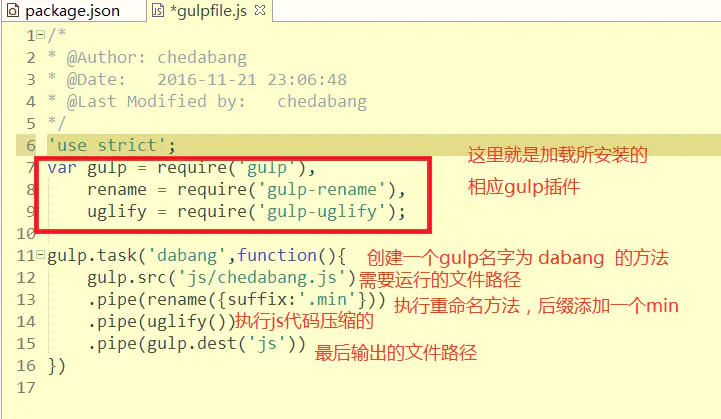 package.json *gulpfile.js
1 /*
2 * @Author: chedabang
3 * @Date:   2016-11-21 23:06:48
4 * @Last Modified by:   chedabang
5 */
6 'use strict';
7 var gulp = require('gulp'),
8     rename = require('gulp-rename'),
9     uglify = require('gulp-uglify');
这里就是加载所安装的
相应gulp插件
10
11 gulp.task('dabang',function(){ 创建一个gulp名字为 dabang 的方法
12     gulp.src('js/chedabang.js') 需要运行的文件路径
13     .pipe(rename({suffix:'.min'})) 执行重命名方法，后缀添加一个min
14     .pipe(uglify()) 执行js代码压缩的
15     .pipe(gulp.dest('js')) 最后输出的文件路径
16 })
17